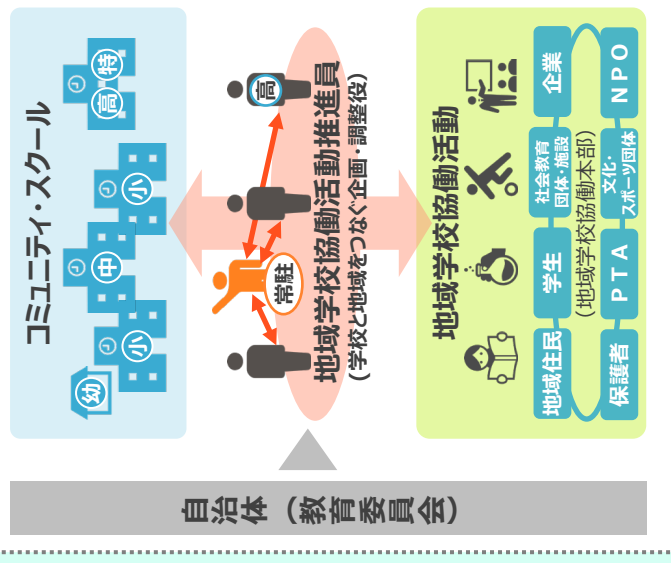 コミュニティ・スクール
幼
小
中
小
高
特
常駐
高
地域学校協働活動推進員
(学校と地域をつなぐ企画・調整役)
地域学校協働活動
地域住民
学生
社会教育
団体・施設
企業
(地域学校協働本部)
保護者
PTA
文化・
スポーツ団体
NPO
自治体(教育委員会)